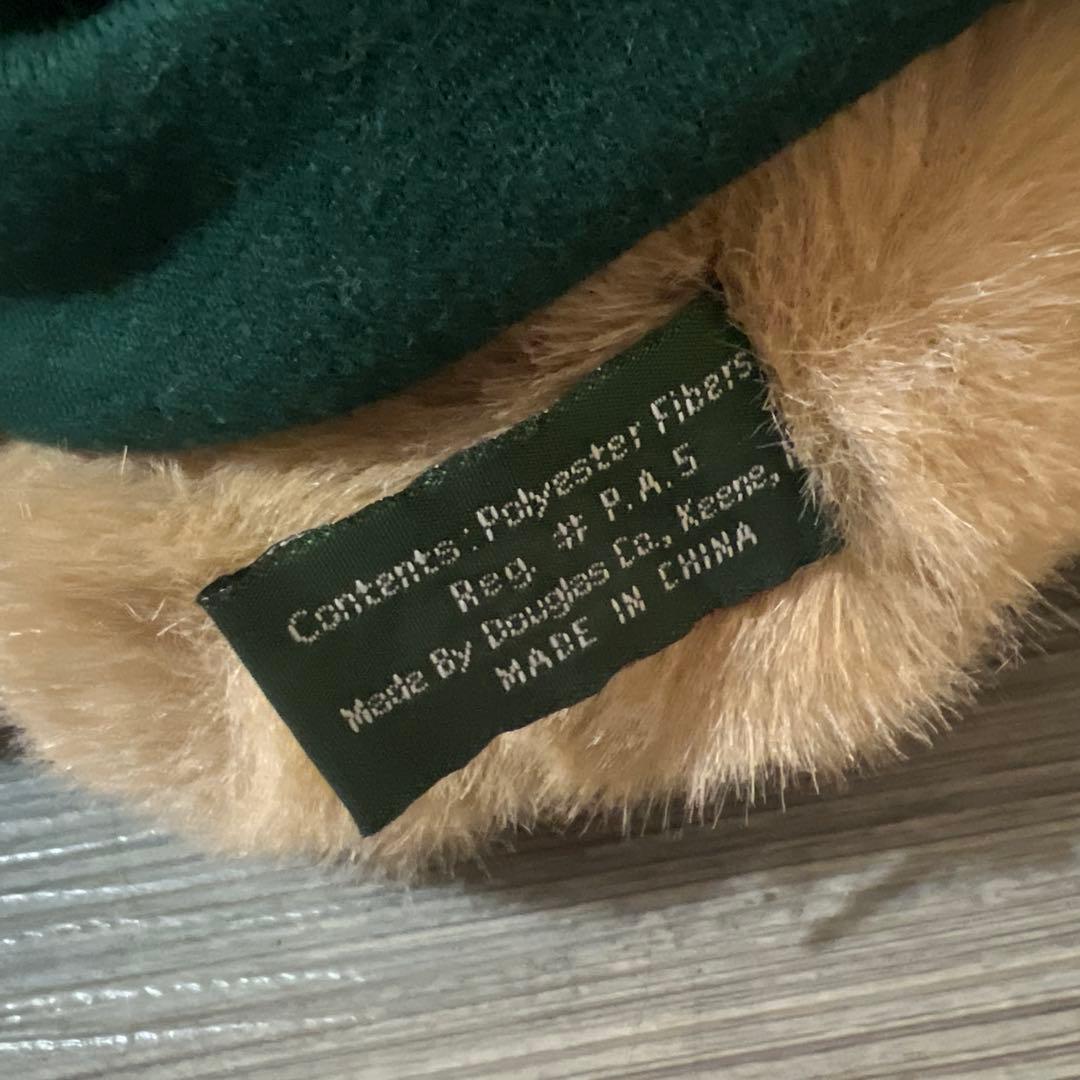 Contents: Polyester Fibers
Reg. # P.A. 5
Made By Douglas Co., Keene,
MADE IN CHINA